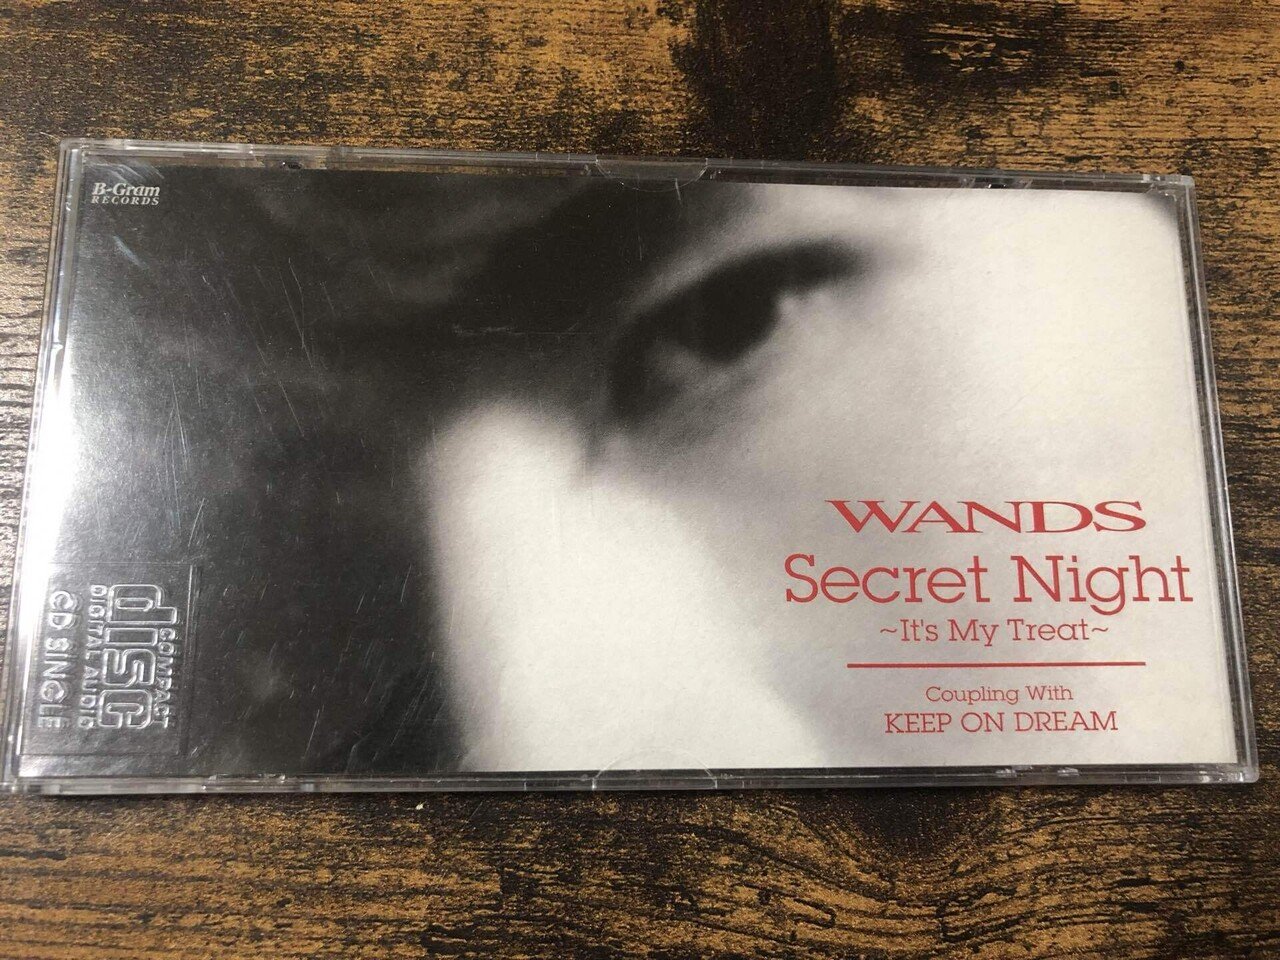 B-Gram
RECORDS
WANDS
Secret Night
~It's My Treat~
Coupling With
KEEP ON DREAM
COMPACT
disc
DIGITAL AUDIO
CD SINGLE